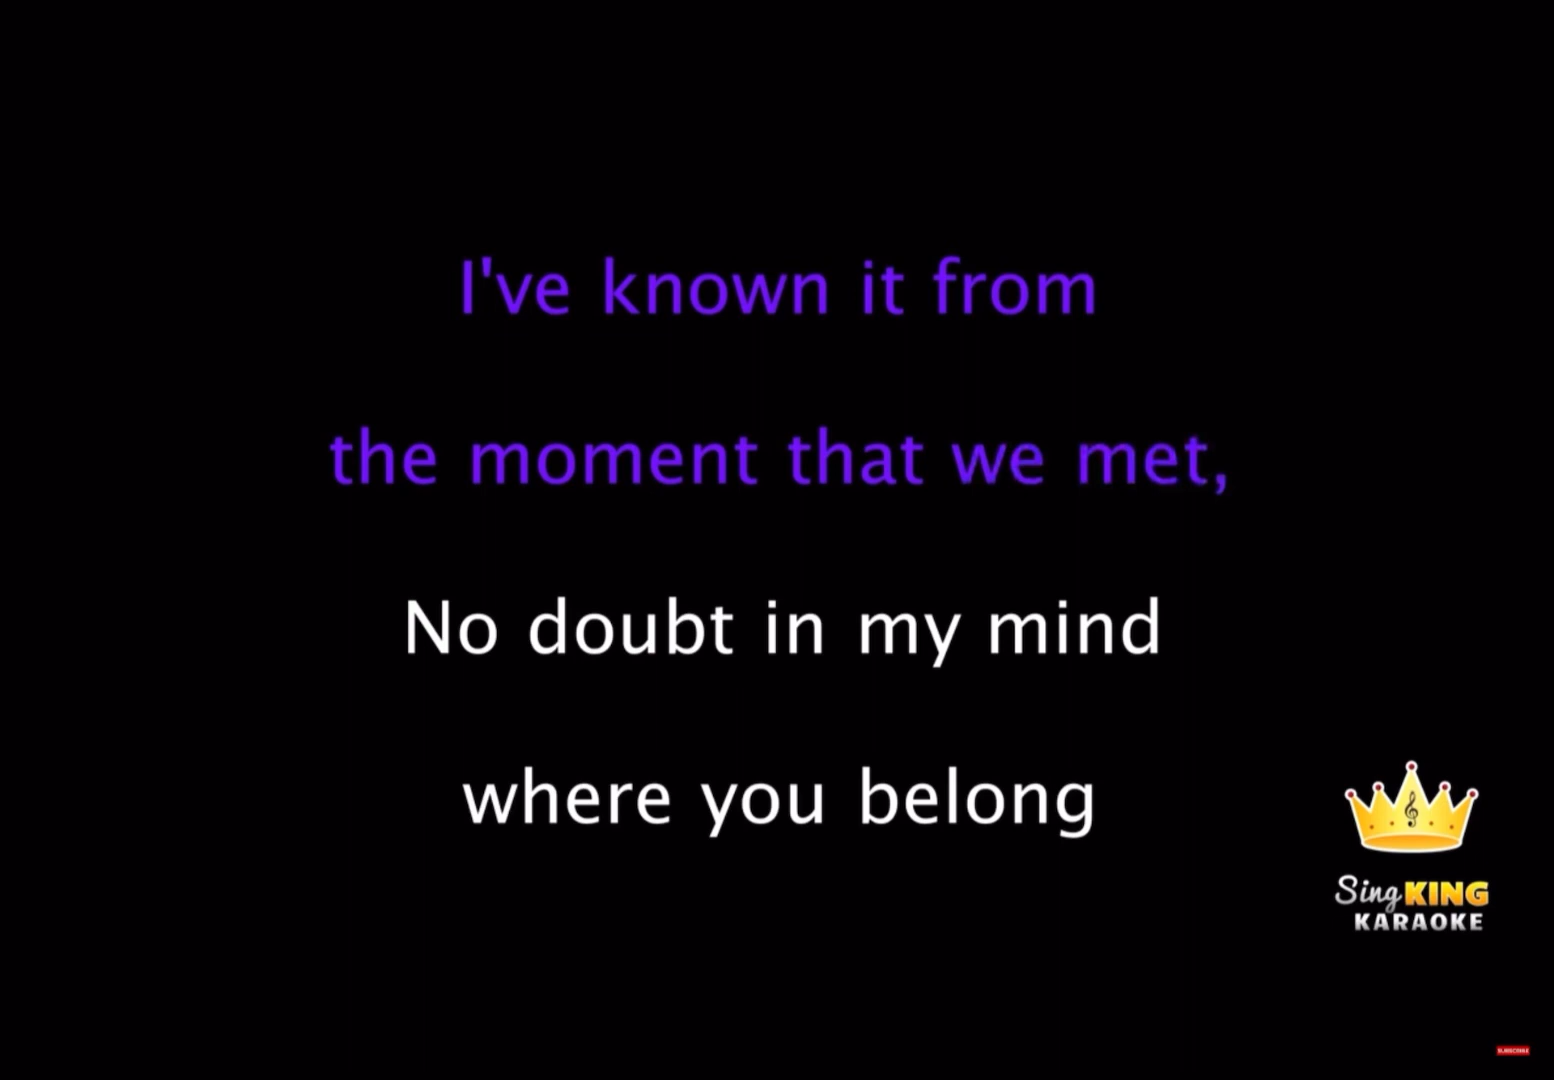 I've known it from
the moment that we met,
No doubt in my mind
where you belong
Sing KING
KARAOKE
SUBSCRIBE